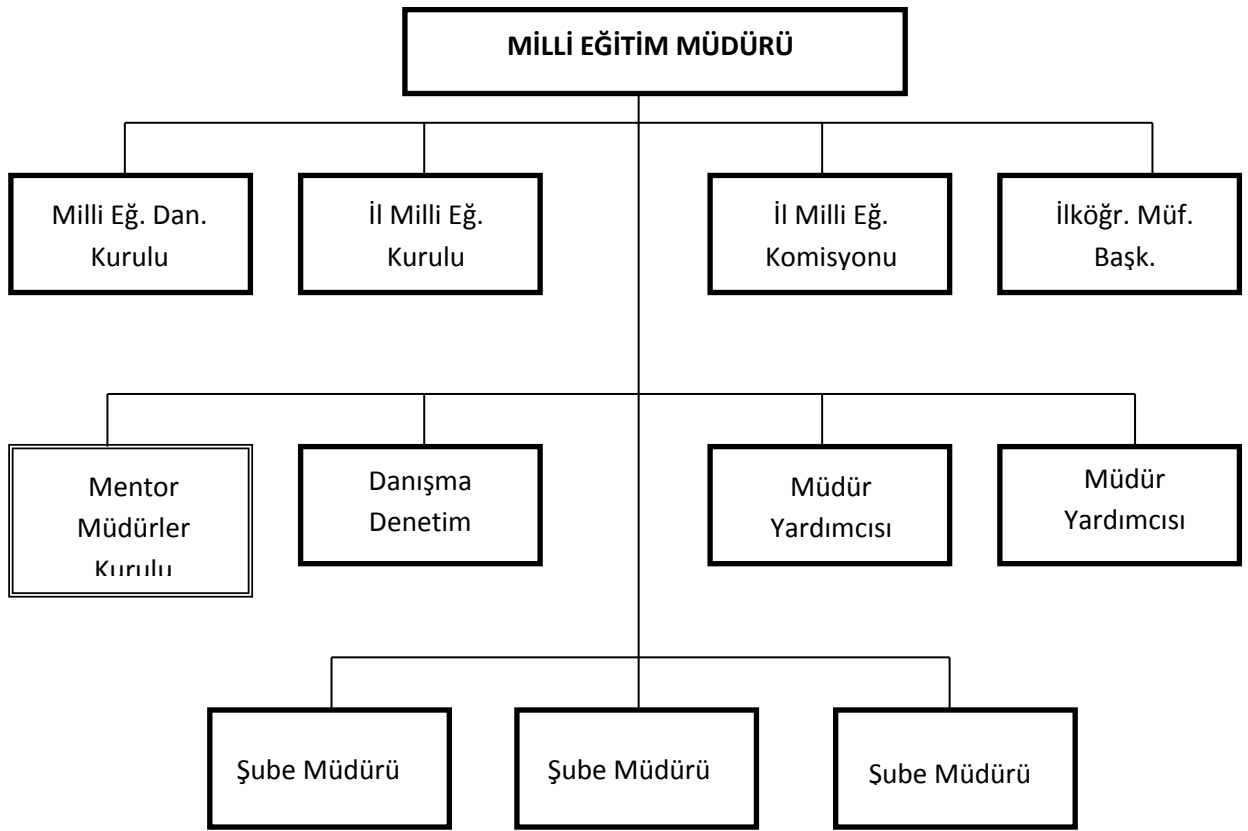 MİLLİ EĞİTİM MÜDÜRÜ
Milli Eğ. Dan.
Kurulu
İl Milli Eğ.
Kurulu
İl Milli Eğ.
Komisyonu
İlköğr. Müf.
Başk.
Mentor
Müdürler
Kurulu
Danışma
Denetim
Müdür
Yardımcısı
Müdür
Yardımcısı
Şube Müdürü
Şube Müdürü
Şube Müdürü